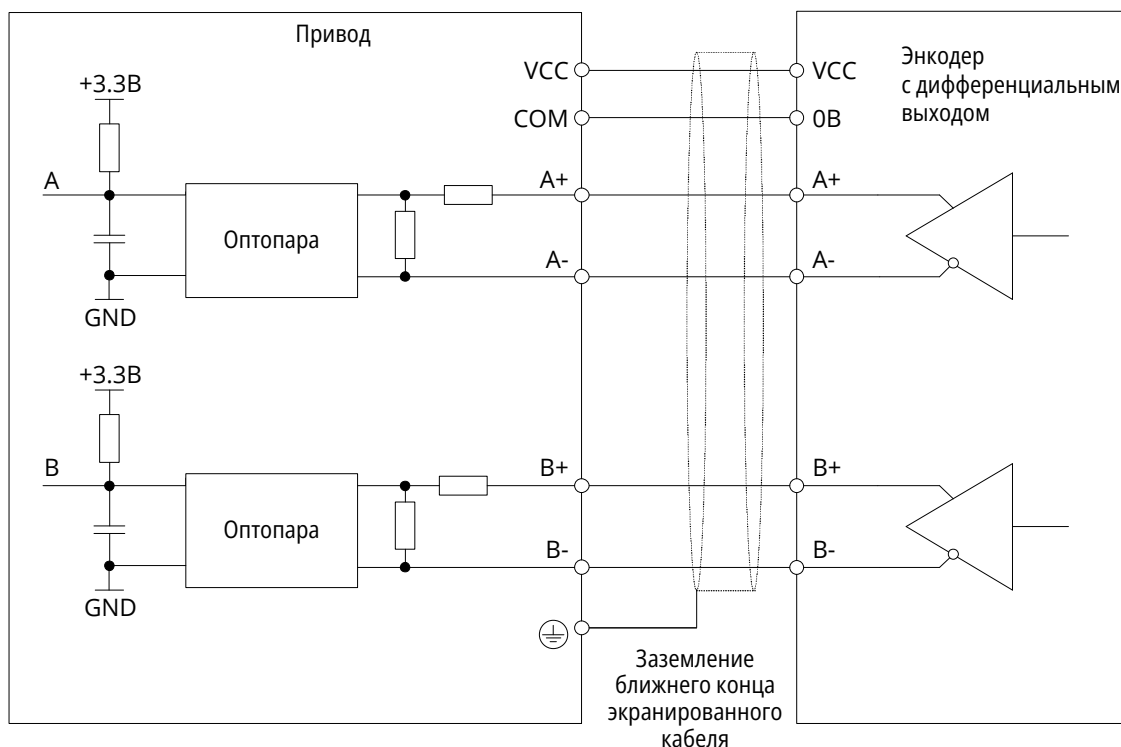 Привод
Энкодер
с дифференциальным
выходом
VCC
VCC
COM
0В
+3.3В
A
Оптопара
A+
A+
A-
A-
GND
+3.3В
B
Оптопара
B+
B+
B-
B-
GND
Заземление
ближнего конца
экранированного
кабеля